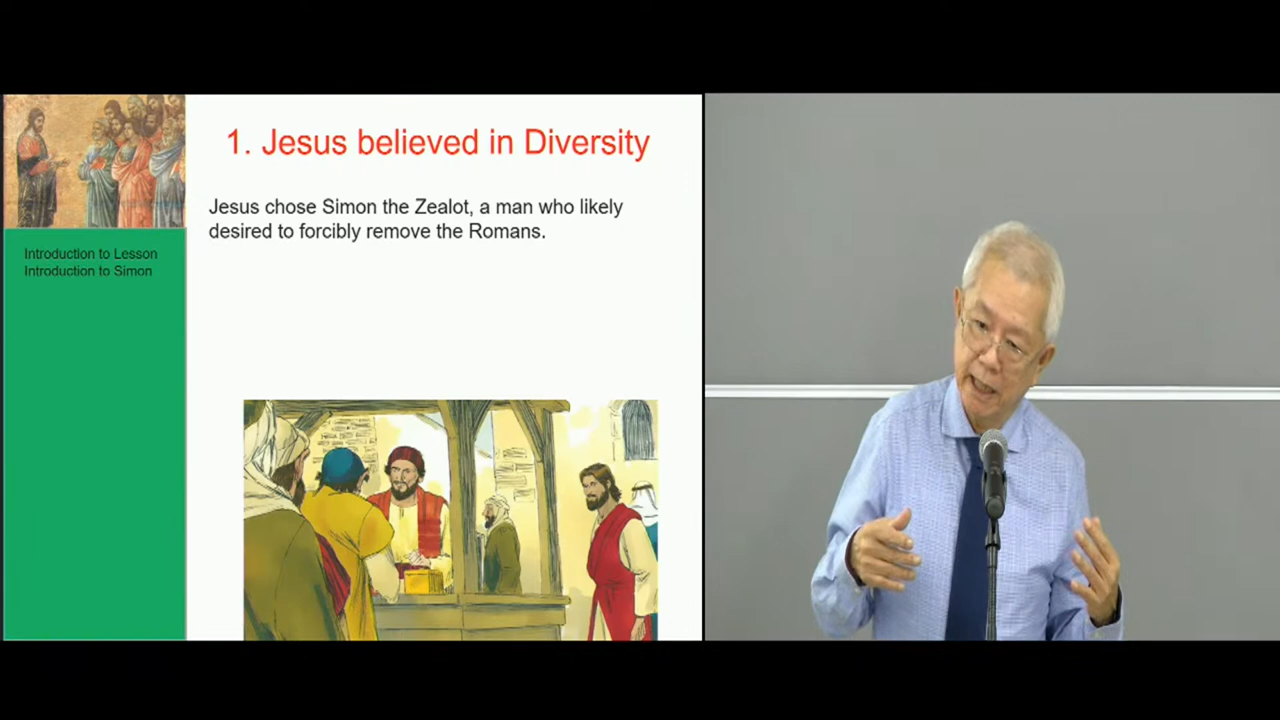 1. Jesus believed in Diversity
Jesus chose Simon the Zealot, a man who likely
desired to forcibly remove the Romans.
Introduction to Lesson
Introduction to Simon